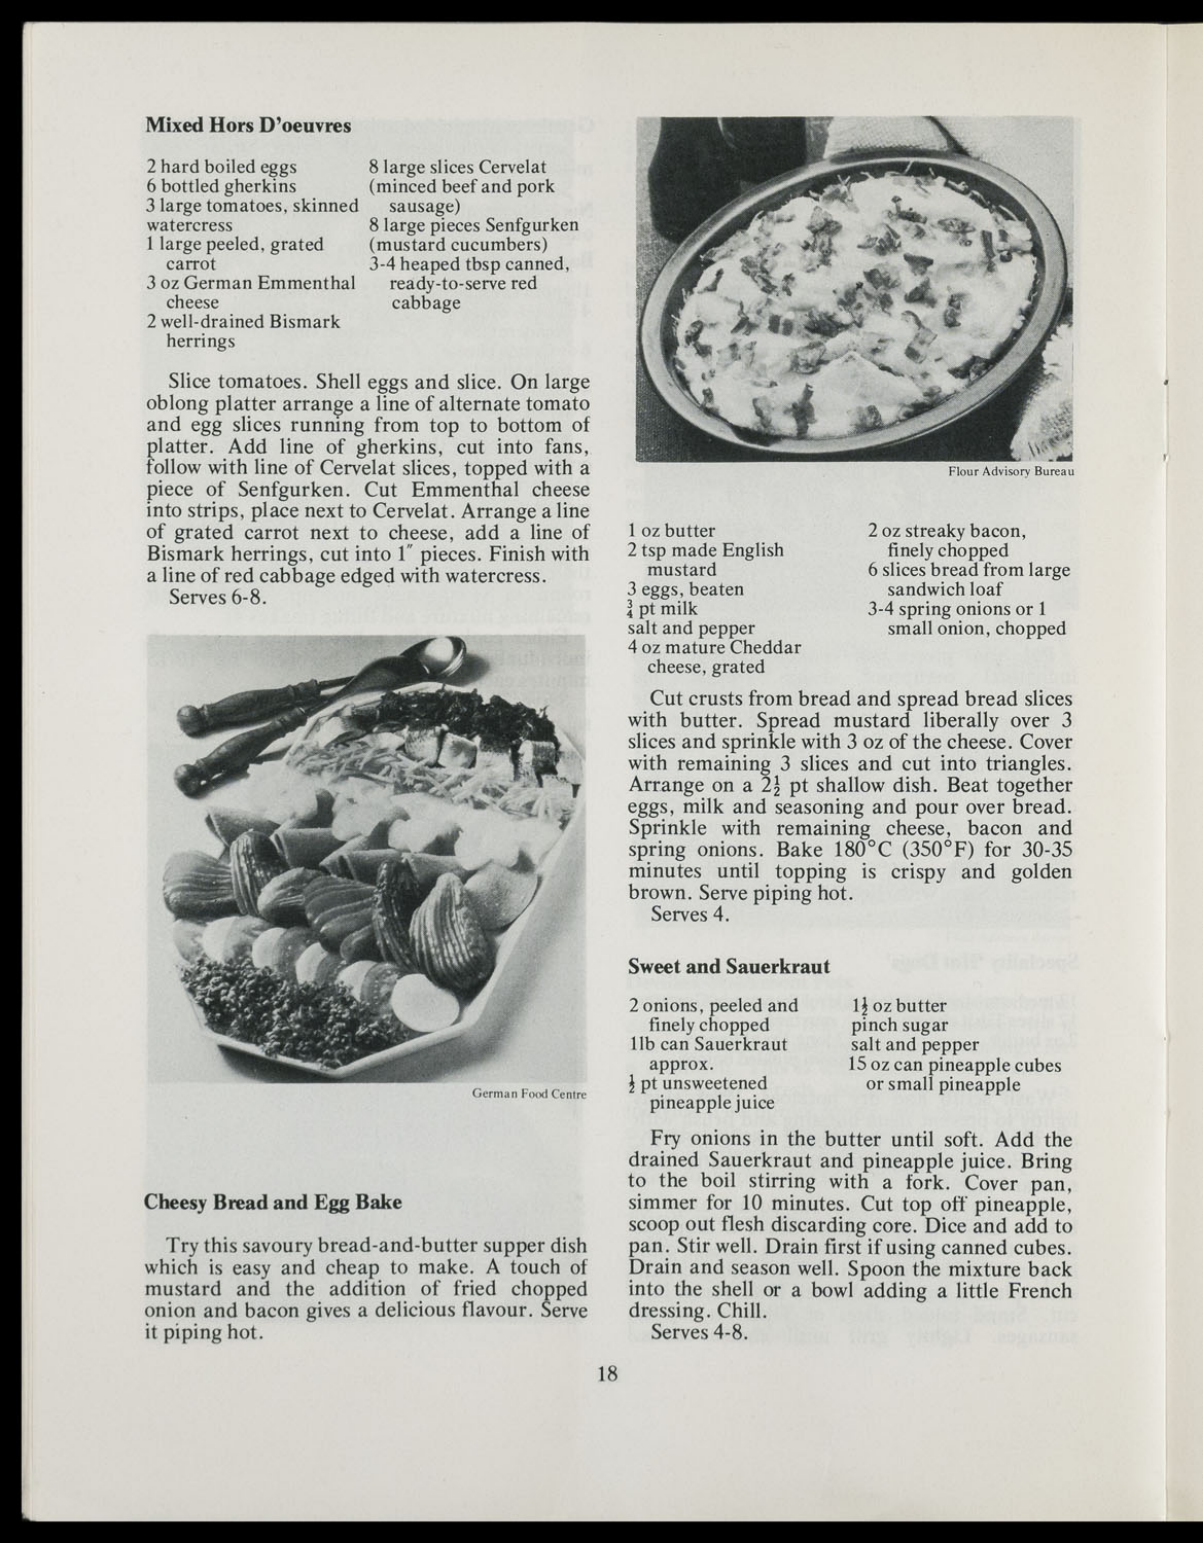 Mixed Hors D'oeuvres
2 hard boiled eggs
6 bottled gherkins
3 large tomatoes, skinned
watercress
1 large peeled, grated
carrot
3 oz German Emmenthal
cheese
2 well-drained Bismark
herrings
8 large slices Cervelat
(minced beef and pork
sausage)
8 large pieces Senfgurken
(mustard cucumbers)
3-4 heaped tbsp canned,
ready-to-serve red
cabbage
Slice tomatoes. Shell eggs and slice. On large
oblong platter arrange a line of alternate tomato
and egg slices running from top to bottom of
platter. Add line of gherkins, cut into fans,
follow with line of Cervelat slices, topped with a
piece of Senfgurken. Cut Emmenthal cheese
into strips, place next to Cervelat. Arrange a line
of grated carrot next to cheese, add a line of
Bismark herrings, cut into 1″ pieces. Finish with
a line of red cabbage edged with watercress.
Serves 6-8.
German Food Centre
Cheesy Bread and Egg Bake
Try this savoury bread-and-butter supper dish
which is easy and cheap to make. A touch of
mustard and the addition of fried chopped
onion and bacon gives a delicious flavour. Serve
it piping hot.
Flour Advisory Bureau
1 oz butter
2 tsp made English
mustard
3 eggs, beaten
¾ pt milk
salt and pepper
4 oz mature Cheddar
cheese, grated
2 oz streaky bacon,
finely chopped
6 slices bread from large
sandwich loaf
3-4 spring onions or 1
small onion, chopped
Cut crusts from bread and spread bread slices
with butter. Spread mustard liberally over 3
slices and sprinkle with 3 oz of the cheese. Cover
with remaining 3 slices and cut into triangles.
Arrange on a 2½ pt shallow dish. Beat together
eggs, milk and seasoning and pour over bread.
Sprinkle with remaining cheese, bacon and
spring onions. Bake 180°C (350°F) for 30-35
minutes until topping is crispy and golden
brown. Serve piping hot.
Serves 4.
Sweet and Sauerkraut
2 onions, peeled and
finely chopped
1lb can Sauerkraut
approx.
½ pt unsweetened
pineapple juice
1½ oz butter
pinch sugar
salt and pepper
15 oz can pineapple cubes
or small pineapple
Fry onions in the butter until soft. Add the
drained Sauerkraut and pineapple juice. Bring
to the boil stirring with a fork. Cover pan,
simmer for 10 minutes. Cut top off pineapple,
scoop out flesh discarding core. Dice and add to
pan. Stir well. Drain first if using canned cubes.
Drain and season well. Spoon the mixture back
into the shell or a bowl adding a little French
dressing. Chill.
Serves 4-8.
18